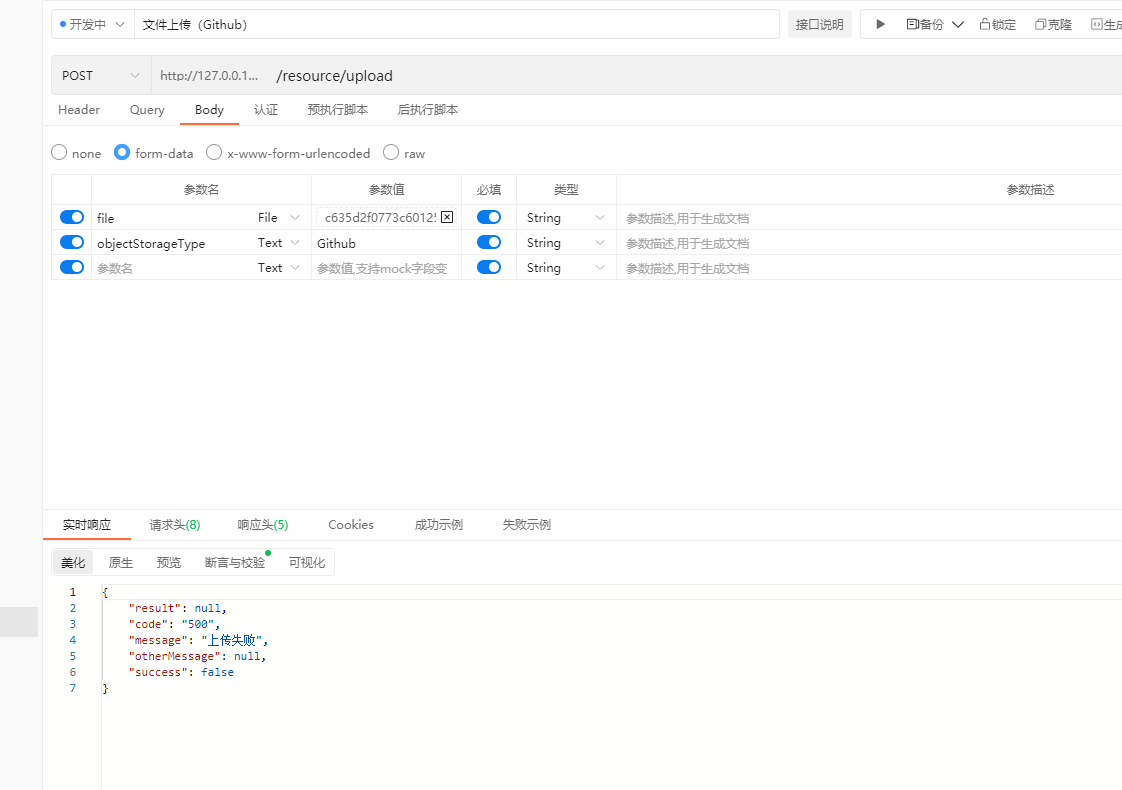 开发中 文件上传（Github） 接口说明 备份 锁定 克隆 生成
POST http://127.0.0.1... /resource/upload
Header Query Body 认证 预执行脚本 后执行脚本
none form-data x-www-form-urlencoded raw
参数名 参数值 必填 类型 参数描述
file File c635d2f0773c6012 String 参数描述,用于生成文档
objectStorageType Text Github String 参数描述,用于生成文档
参数名 Text 参数值,支持mock字段变 String 参数描述,用于生成文档
实时响应 请求头(8) 响应头(5) Cookies 成功示例 失败示例
美化 原生 预览 断言与校验 可视化
1 {
2 "result": null,
3 "code": "500",
4 "message": "上传失败",
5 "otherMessage": null,
6 "success": false
7 }